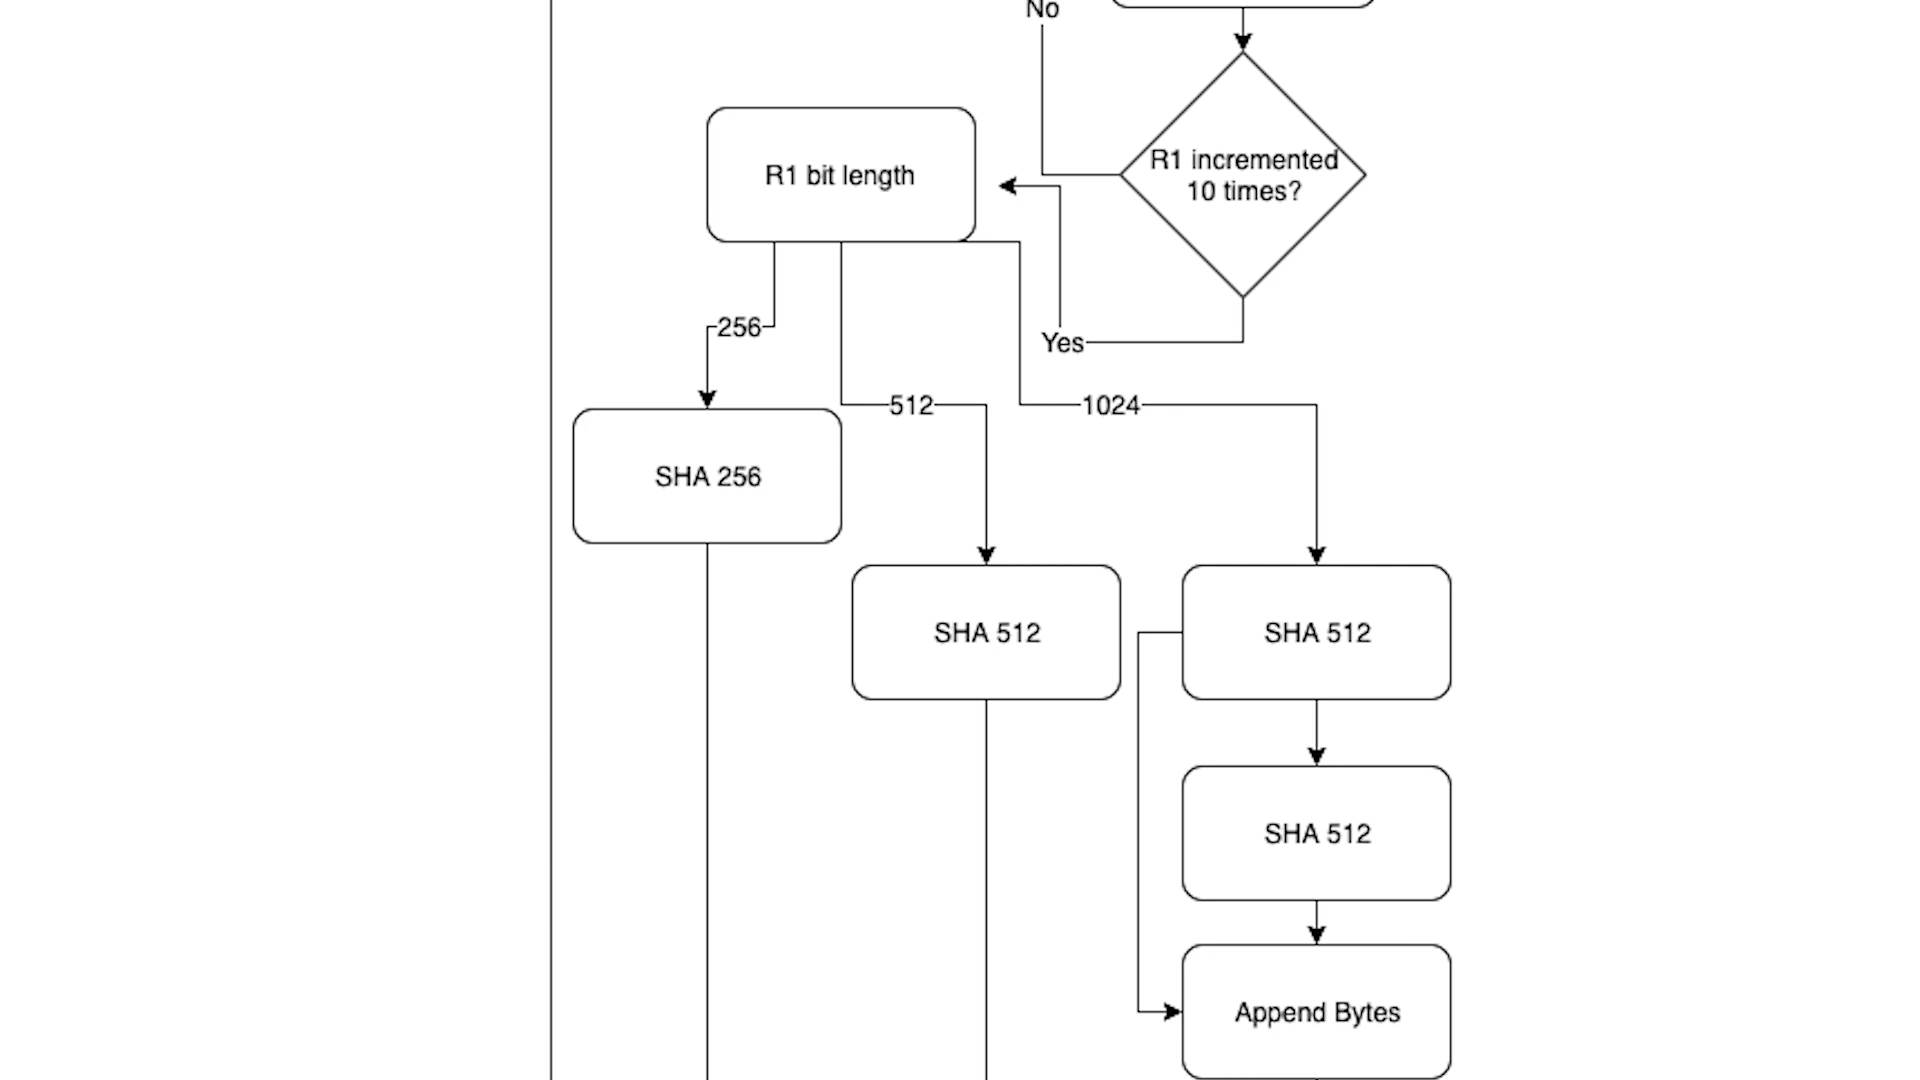 No
R1 incremented
10 times?
R1 bit length
Yes
256
512
1024
SHA 256
SHA 512
SHA 512
SHA 512
Append Bytes